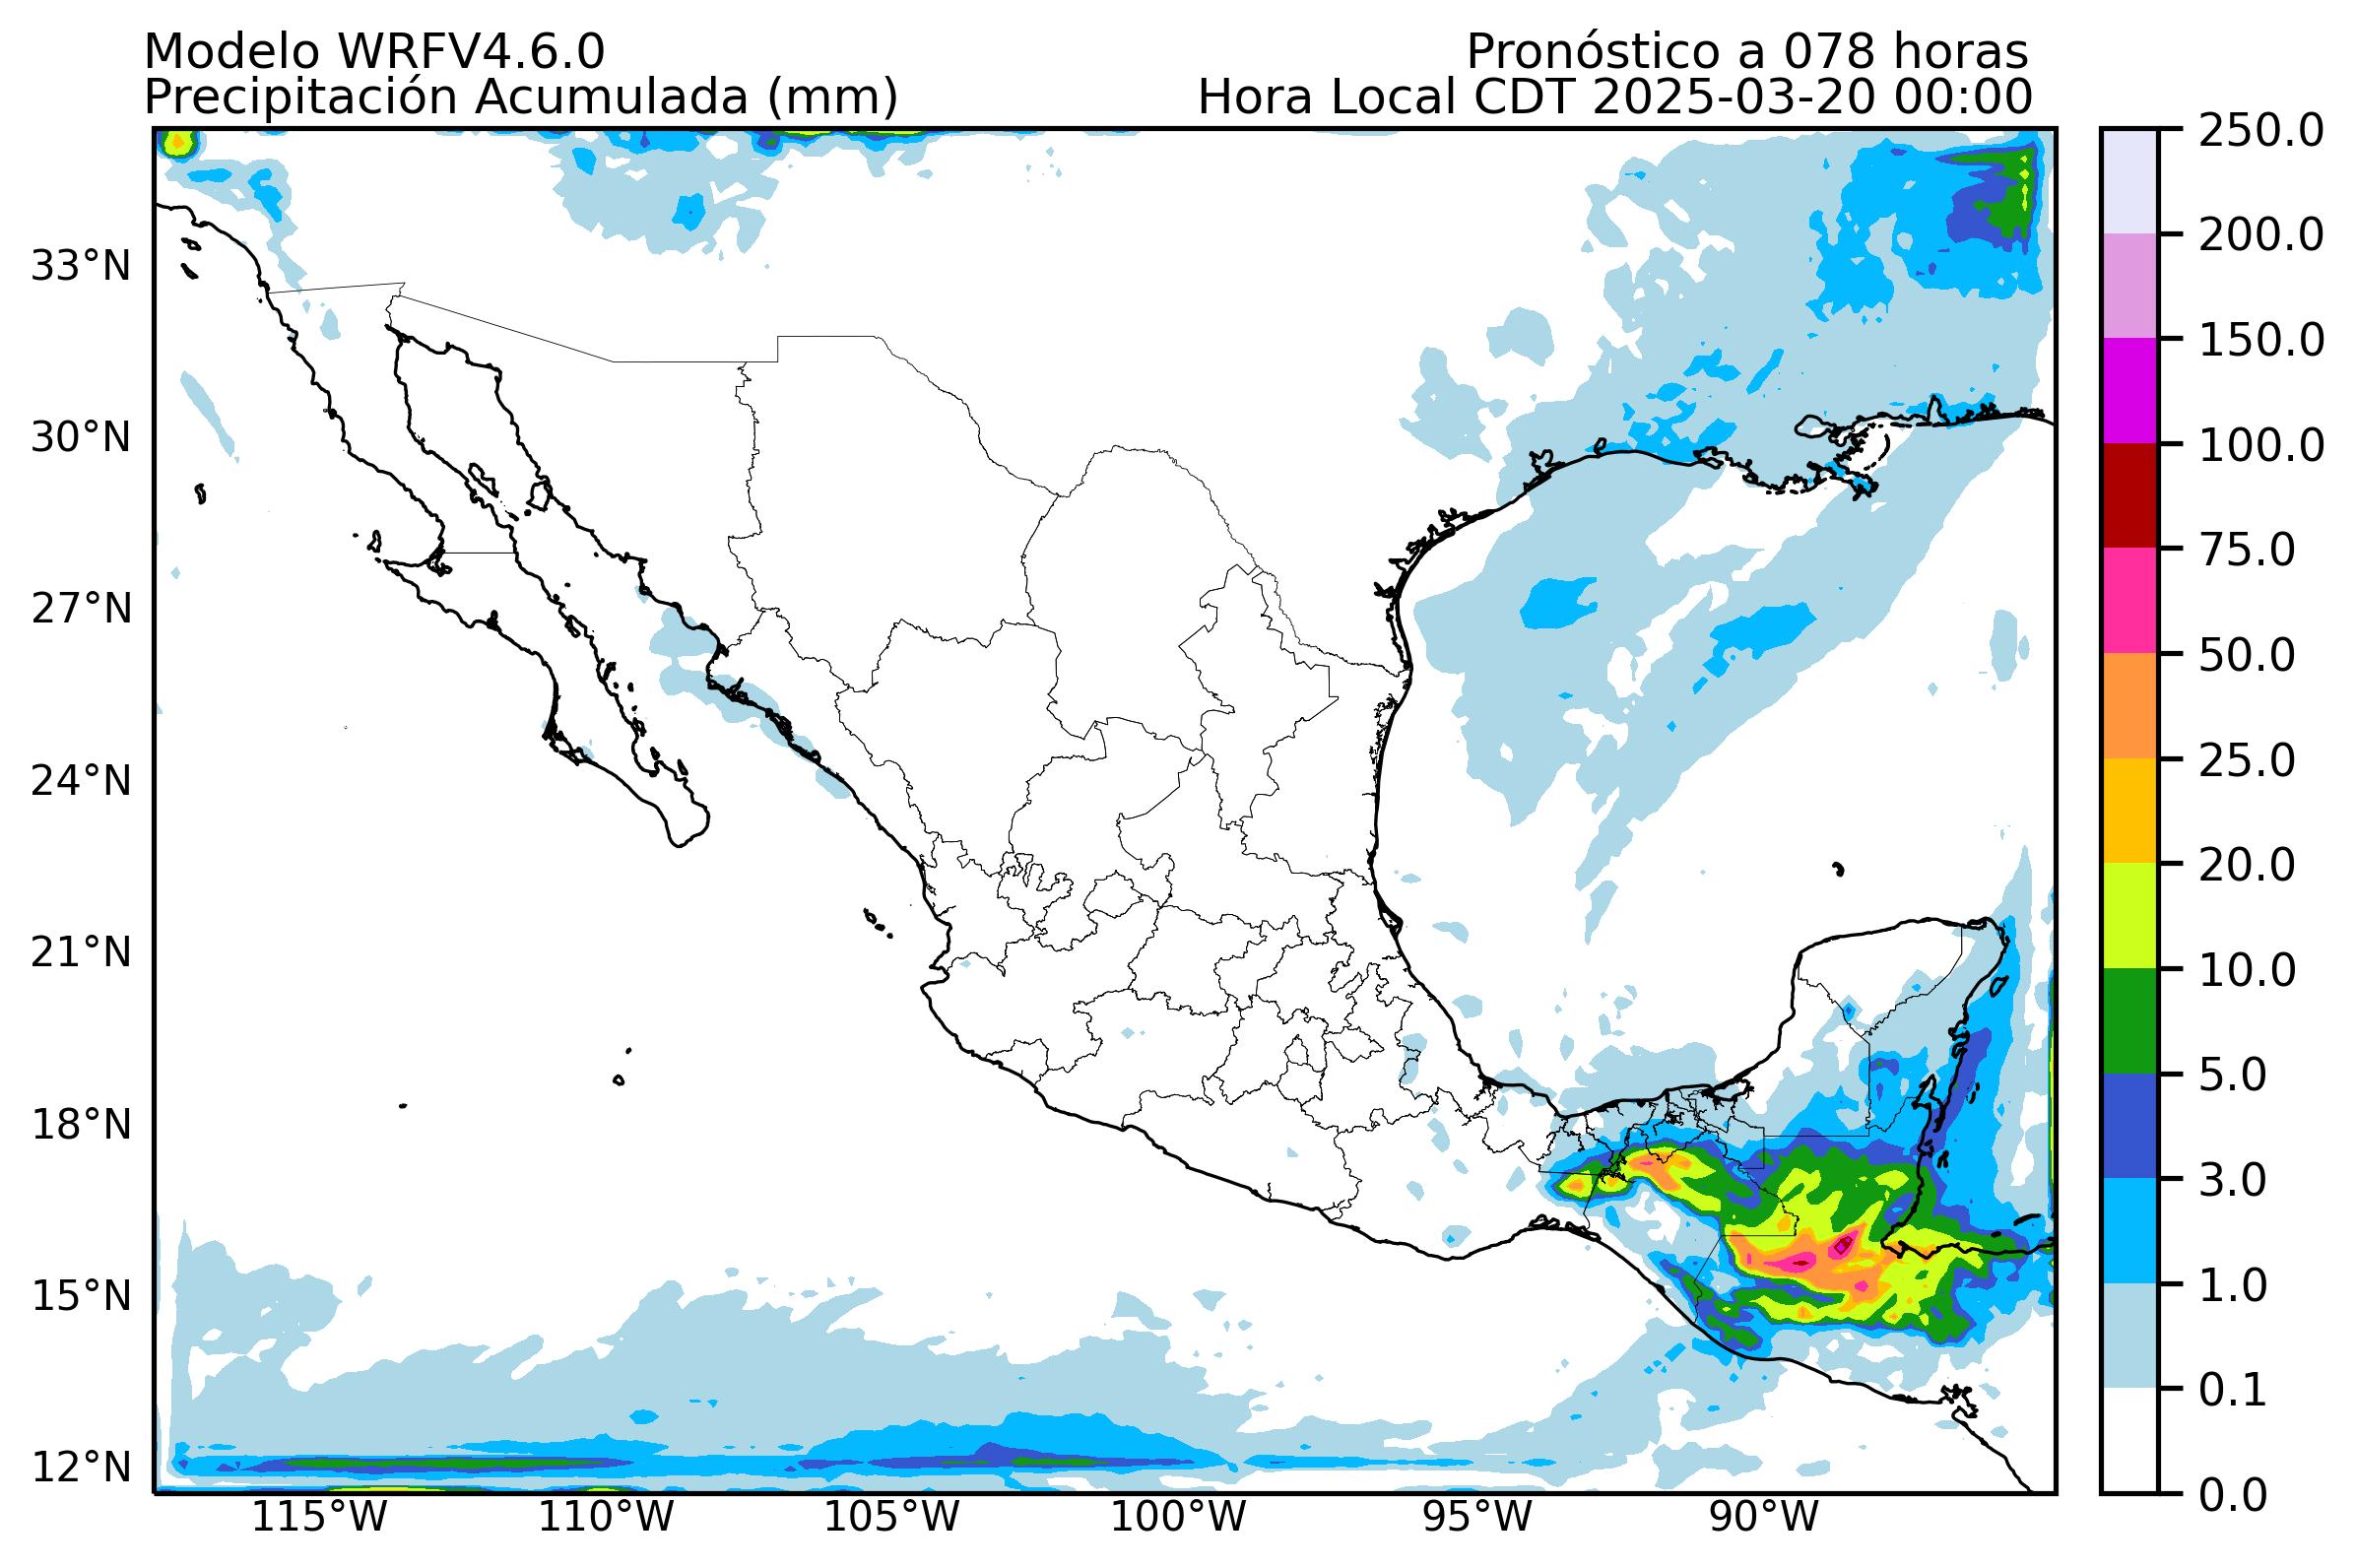 Modelo WRFV4.6.0
Pronóstico a 078 horas
Precipitación Acumulada (mm)
Hora Local CDT 2025-03-20 00:00
33°N
30°N
27°N
24°N
21°N
18°N
15°N
12°N
115°W
110°W
105°W
100°W
95°W
90°W
250.0
200.0
150.0
100.0
75.0
50.0
25.0
20.0
10.0
5.0
3.0
1.0
0.1
0.0